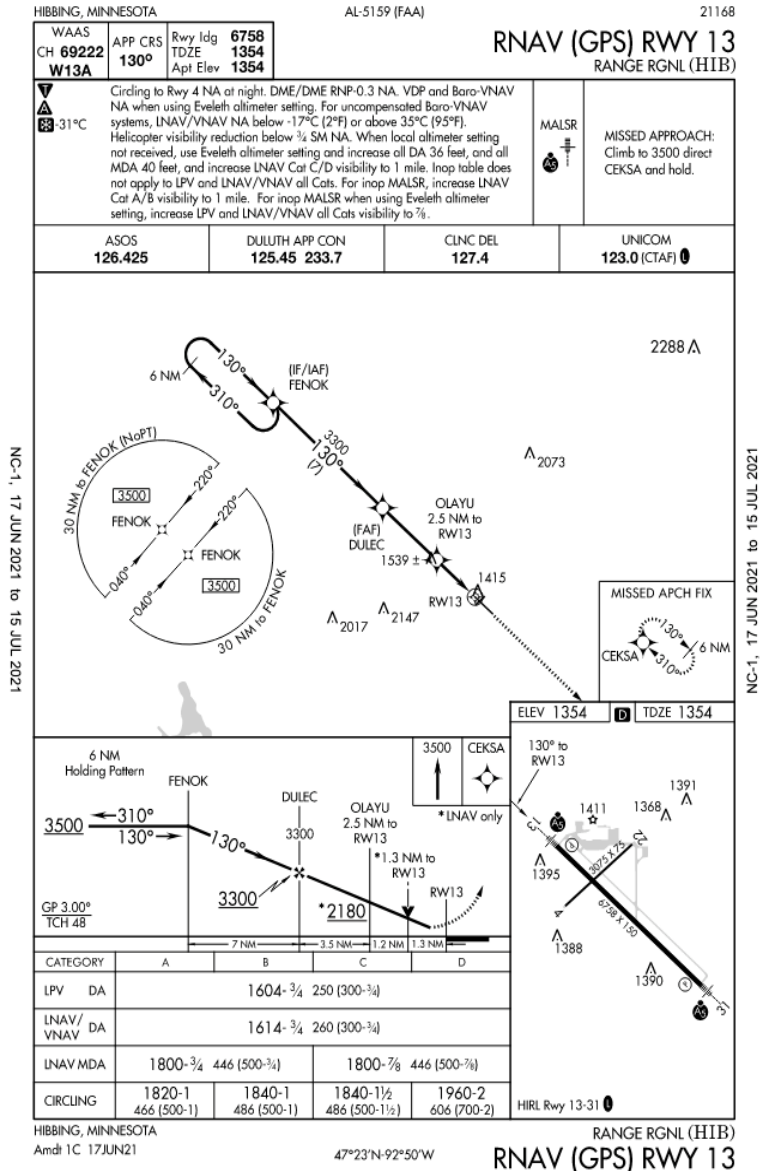 HIBBING, MINNESOTA
AL-5159 (FAA)
21168
WAAS
CH 69222
W13A
APP CRS
130°
Rwy Idg 6758
TDZE 1354
Apt Elev 1354
RNAV (GPS) RWY 13
RANGE RGNL (HIB)
T
A
-31°C
Circling to Rwy 4 NA at night. DME/DME RNP-0.3 NA. VDP and Baro-VNAV
NA when using Eveleth altimeter setting. For uncompensated Baro-VNAV
systems, LNAV/VNAV NA below -17°C (2°F) or above 35°C (95°F).
Helicopter visibility reduction below ¾ SM NA. When local altimeter setting
not received, use Eveleth altimeter setting and increase all DA 36 feet, and all
MDA 40 feet, and increase LNAV Cat C/D visibility to 1 mile. Inop table does
not apply to LPV and LNAV/VNAV all Cats. For inop MALSR, increase LNAV
Cat A/B visibility to 1 mile. For inop MALSR when using Eveleth altimeter
setting, increase LPV and LNAV/VNAV all Cats visibility to ⅞.
MALSR
A5
MISSED APPROACH:
Climb to 3500 direct
CEKSA and hold.
ASOS
126.425
DULUTH APP CON
125.45 233.7
CLNC DEL
127.4
UNICOM
123.0 (CTAF) L
NC-1, 17 JUN 2021 to 15 JUL 2021
2288
6 NM
130°
310°
(IF/IAF)
FENOK
3300
130°
(7)
2073
30 NM to FENOK (NoPT)
3500
FENOK
220°
040°
220°
FENOK
3500
040°
30 NM to FENOK
(FAF)
DULEC
OLAYU
2.5 NM to
RW13
1539 ±
1415
RW13
2017
2147
MISSED APCH FIX
130°
6 NM
CEKSA
310°
NC-1, 17 JUN 2021 to 15 JUL 2021
ELEV 1354
D
TDZE 1354
6 NM
Holding Pattern
FENOK
DULEC
3300
OLAYU
2.5 NM to
RW13
3500
CEKSA
*LNAV only
*1.3 NM to
RW13
RW13
3500
310°
130°
130°
3300
*2180
GP 3.00°
TCH 48
7 NM
3.5 NM
1.2 NM
1.3 NM
130° to
RW13
1411
1368
1391
A5
13
P
22
3075 X 75
1395
4
6758 X 150
1388
1390
P
A5
31
HIRL Rwy 13-31 L
CATEGORY A B C D
LPV DA 1604-¾ 250 (300-¾)
LNAV/
VNAV DA 1614-¾ 260 (300-¾)
LNAV MDA 1800-¾ 446 (500-¾) 1800-⅞ 446 (500-⅞)
CIRCLING 1820-1 1840-1 1840-1½ 1960-2
466 (500-1) 486 (500-1) 486 (500-1½) 606 (700-2)
HIBBING, MINNESOTA
Amdt 1C 17JUN21
47°23'N-92°50'W
RANGE RGNL (HIB)
RNAV (GPS) RWY 13